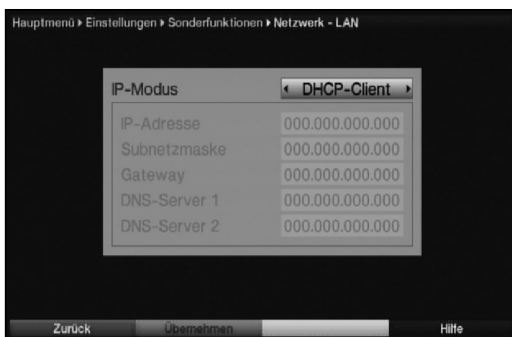 Hauptmenü ▸ Einstellungen ▸ Sonderfunktionen ▸ Netzwerk - LAN
IP-Modus ◂ DHCP-Client ▸
IP-Adresse 000.000.000.000
Subnetzmaske 000.000.000.000
Gateway 000.000.000.000
DNS-Server 1 000.000.000.000
DNS-Server 2 000.000.000.000
Zurück Übernehmen Hilfe